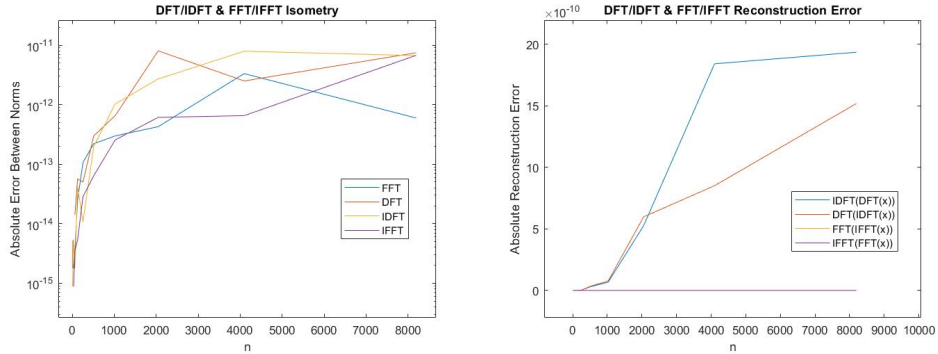 DFT/IDFT & FFT/IFFT Isometry
Absolute Error Between Norms
10^-11
10^-12
10^-13
10^-14
10^-15
0 1000 2000 3000 4000 5000 6000 7000 8000
n
FFT
DFT
IDFT
IFFT
DFT/IDFT & FFT/IFFT Reconstruction Error
×10^-10
Absolute Reconstruction Error
20
15
10
5
0
0 1000 2000 3000 4000 5000 6000 7000 8000 9000 10000
n
IDFT(DFT(x))
DFT(IDFT(x))
FFT(IFFT(x))
IFFT(FFT(x))